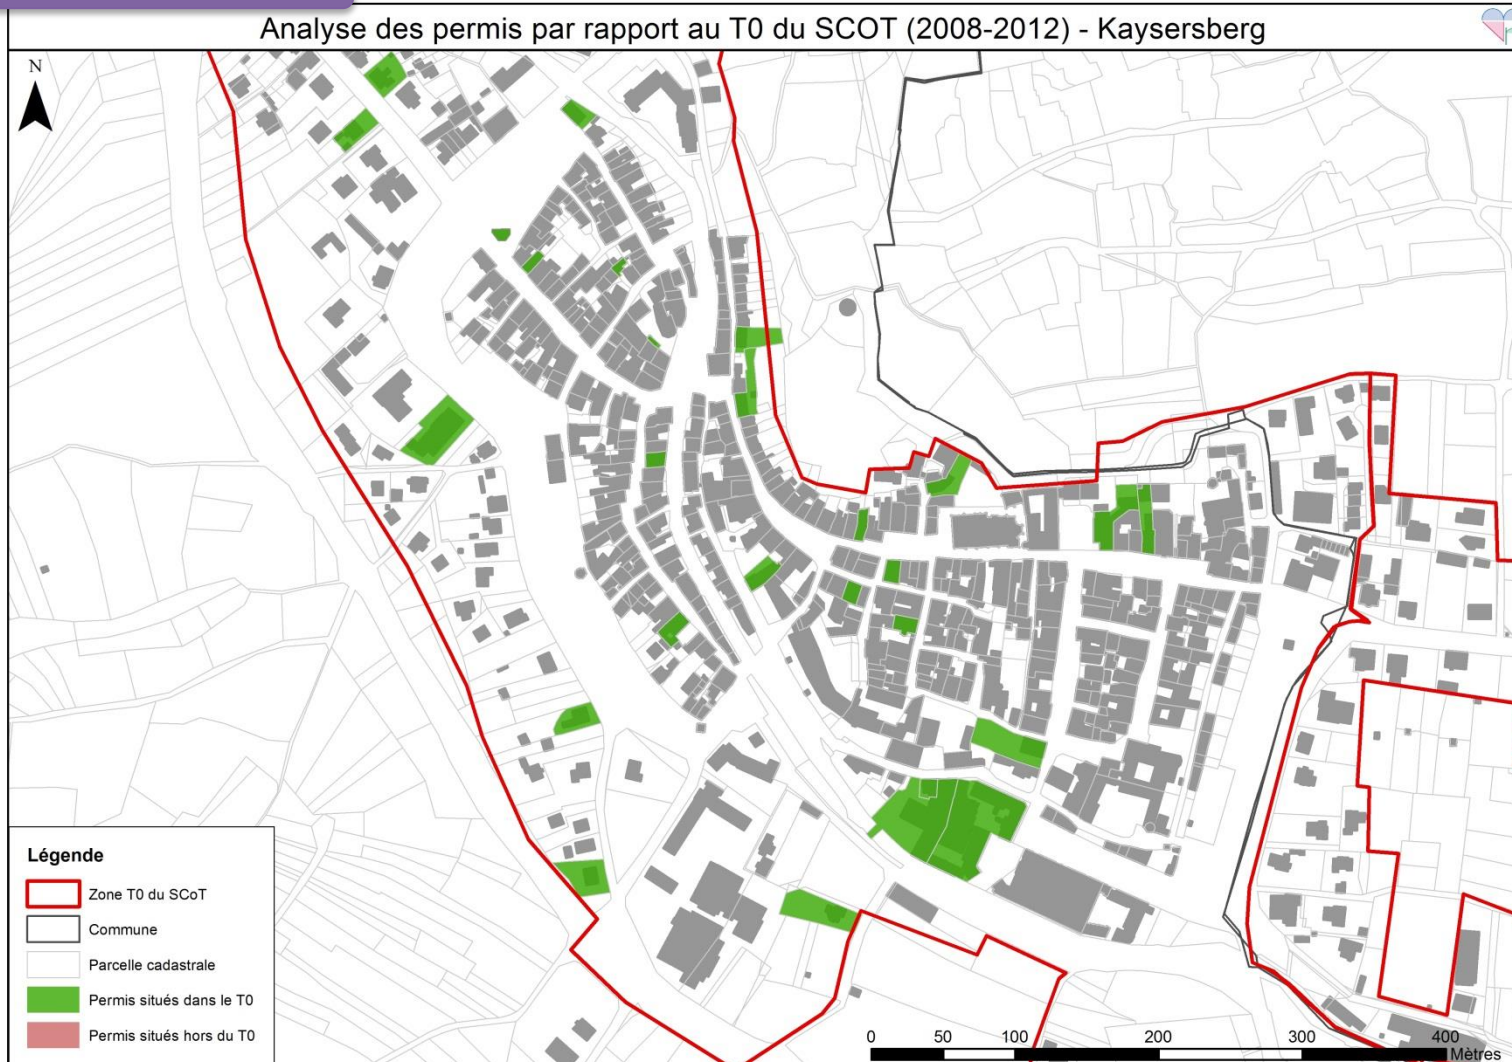 Analyse des permis par rapport au T0 du SCOT (2008-2012) - Kaysersberg
N
Légende
Zone T0 du SCoT
Commune
Parcelle cadastrale
Permis situés dans le T0
Permis situés hors du T0
0 50 100 200 300 400
Mètres